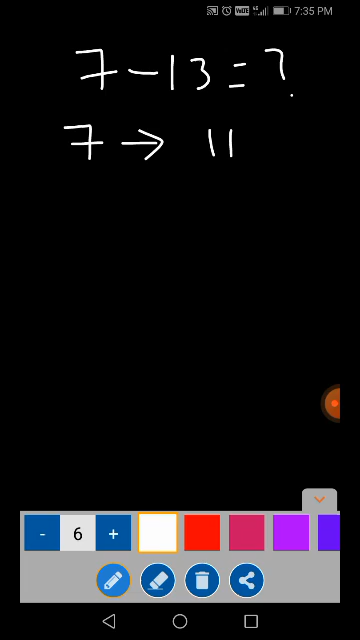 7:35 PM
7 - 13 = ?
7 → 11
- 6 +